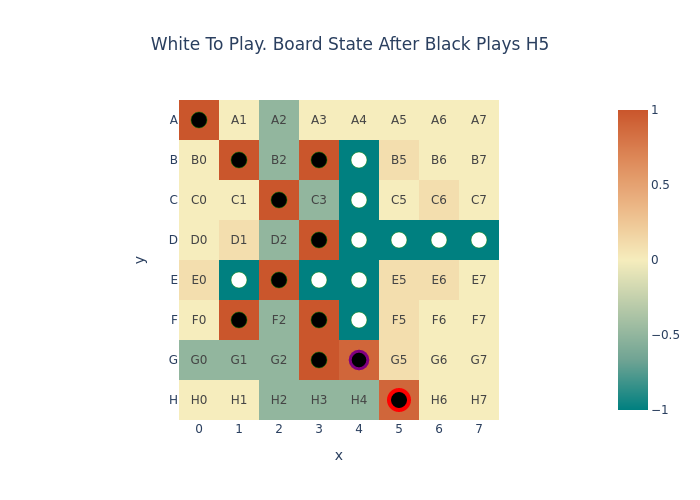 White To Play. Board State After Black Plays H5
A A1 A2 A3 A4 A5 A6 A7
B B0 B2 B5 B6 B7
C C0 C1 C3 C5 C6 C7
D D0 D1 D2
E E0 E5 E6 E7
F F0 F2 F5 F6 F7
G G0 G1 G2 G5 G6 G7
H H0 H1 H2 H3 H4 H6 H7
0 1 2 3 4 5 6 7
x
y
1
0.5
0
−0.5
−1